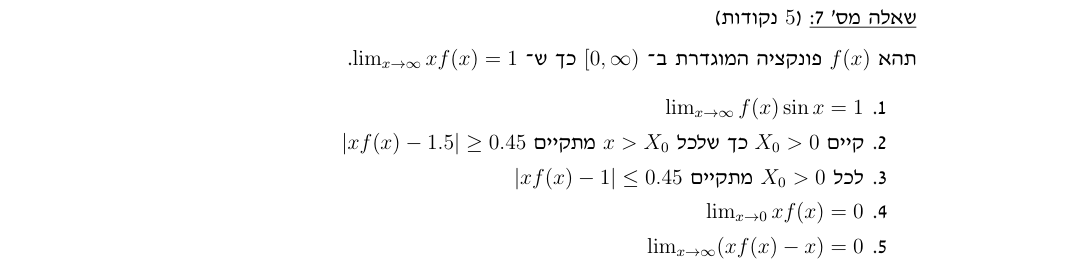 שאלה מס' 7: (5 נקודות)
תהא f(x) פונקציה המוגדרת ב־ [0, ∞) כך ש־ lim_{x→∞} xf(x) = 1.
1. lim_{x→∞} f(x) sin x = 1
2. קיים X_0 > 0 כך שלכל x > X_0 מתקיים |xf(x) − 1.5| ≥ 0.45
3. לכל X_0 > 0 מתקיים |xf(x) − 1| ≤ 0.45
4. lim_{x→0} xf(x) = 0
5. lim_{x→∞}(xf(x) − x) = 0